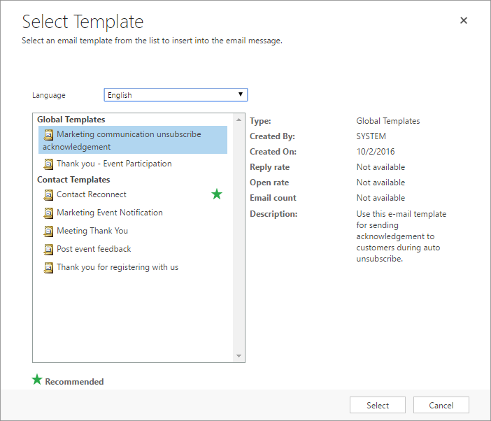 Select Template
Select an email template from the list to insert into the email message.
Language
English
Global Templates
Marketing communication unsubscribe
acknowledgement
Thank you - Event Participation
Contact Templates
Contact Reconnect
Marketing Event Notification
Meeting Thank You
Post event feedback
Thank you for registering with us
Recommended
Type: Global Templates
Created By: SYSTEM
Created On: 10/2/2016
Reply rate Not available
Open rate Not available
Email count Not available
Description: Use this e-mail template
for sending
acknowledgement to
customers during auto
unsubscribe.
Select
Cancel